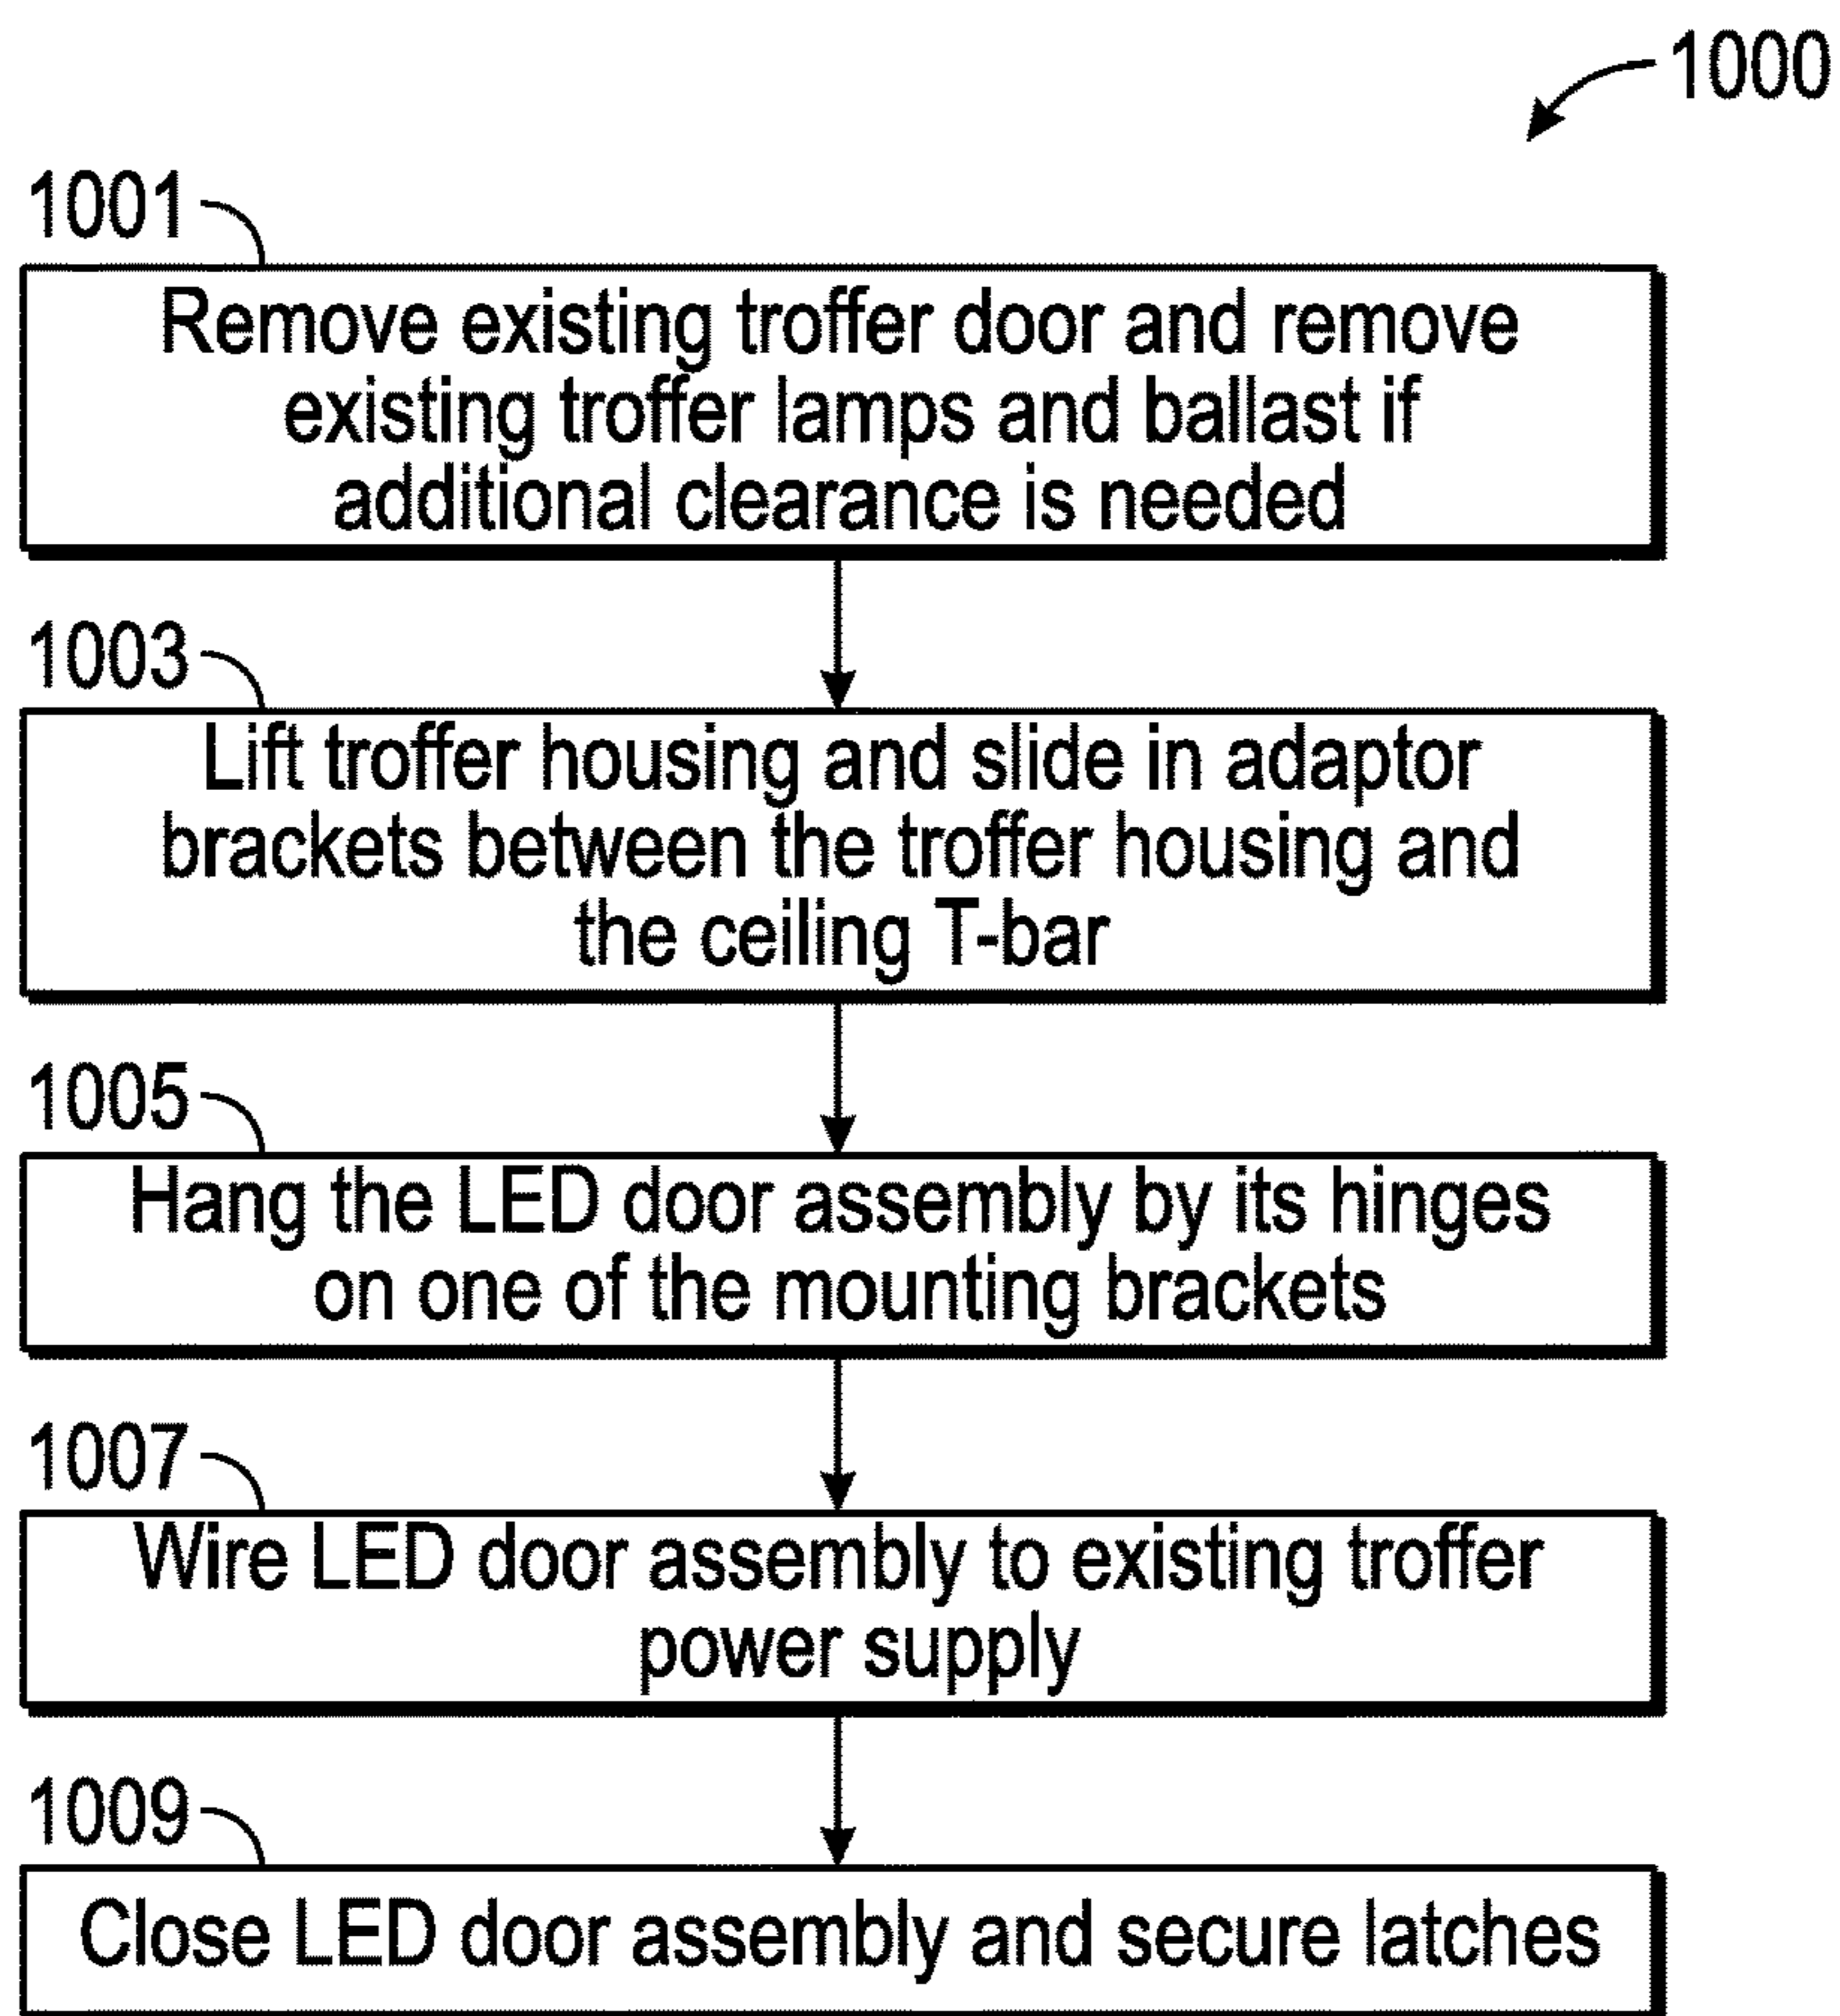 1000
1001
Remove existing troffer door and remove
existing troffer lamps and ballast if
additional clearance is needed
1003
Lift troffer housing and slide in adaptor
brackets between the troffer housing and
the ceiling T-bar
1005
Hang the LED door assembly by its hinges
on one of the mounting brackets
1007
Wire LED door assembly to existing troffer
power supply
1009
Close LED door assembly and secure latches